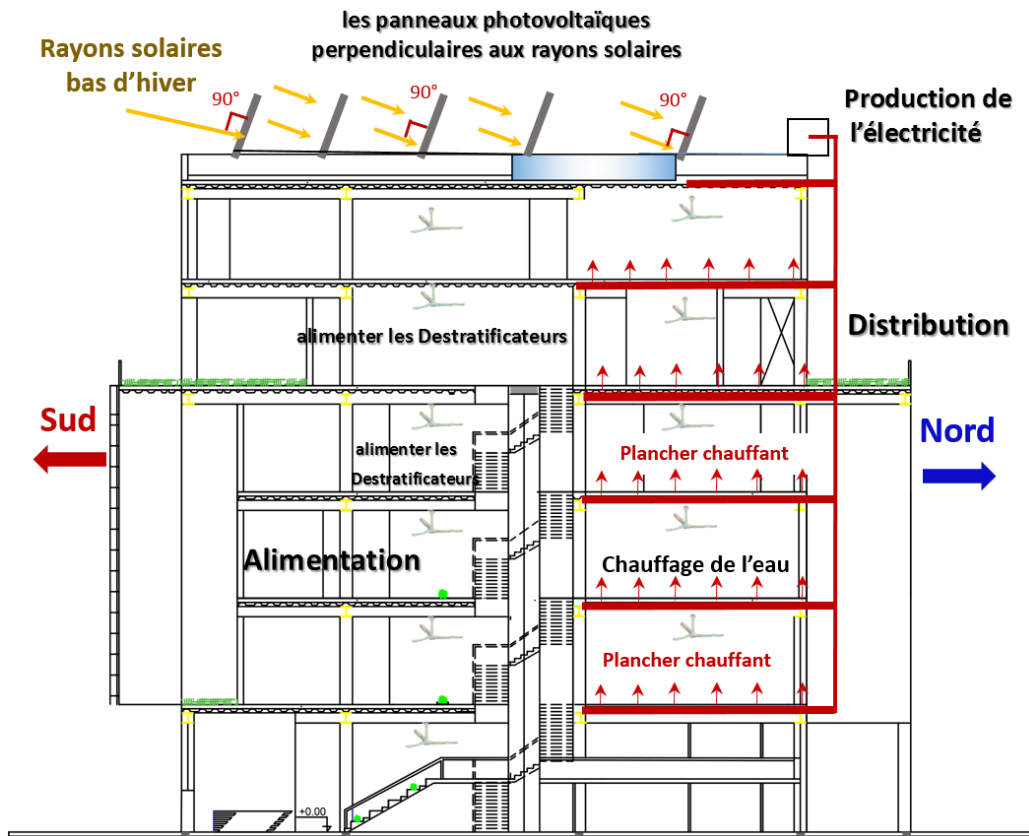 les panneaux photovoltaïques
perpendiculaires aux rayons solaires
Rayons solaires
bas d'hiver
90°
90°
90°
Production de
l'électricité
alimenter les Destratificateurs
Distribution
Sud
Nord
alimenter les
Destratificateurs
Plancher chauffant
Alimentation
Chauffage de l'eau
Plancher chauffant
+0.00